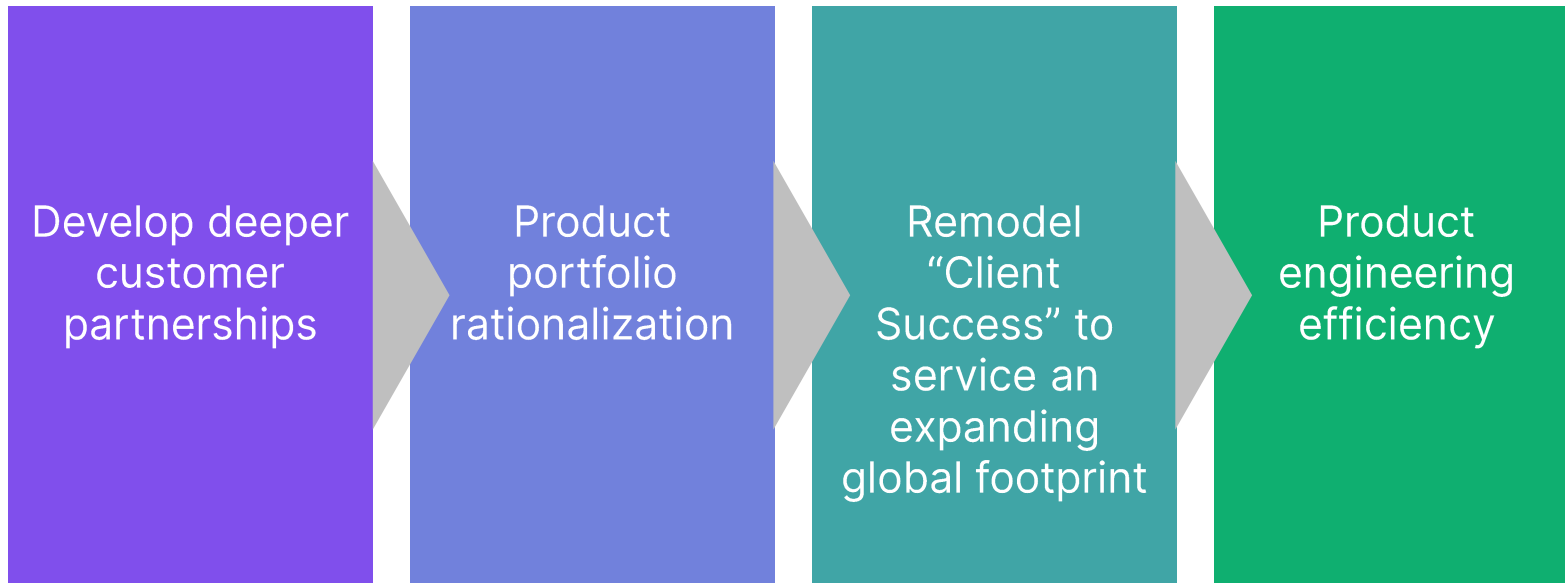 Develop deeper
customer
partnerships
Product
portfolio
rationalization
Remodel
“Client
Success” to
service an
expanding
global footprint
Product
engineering
efficiency